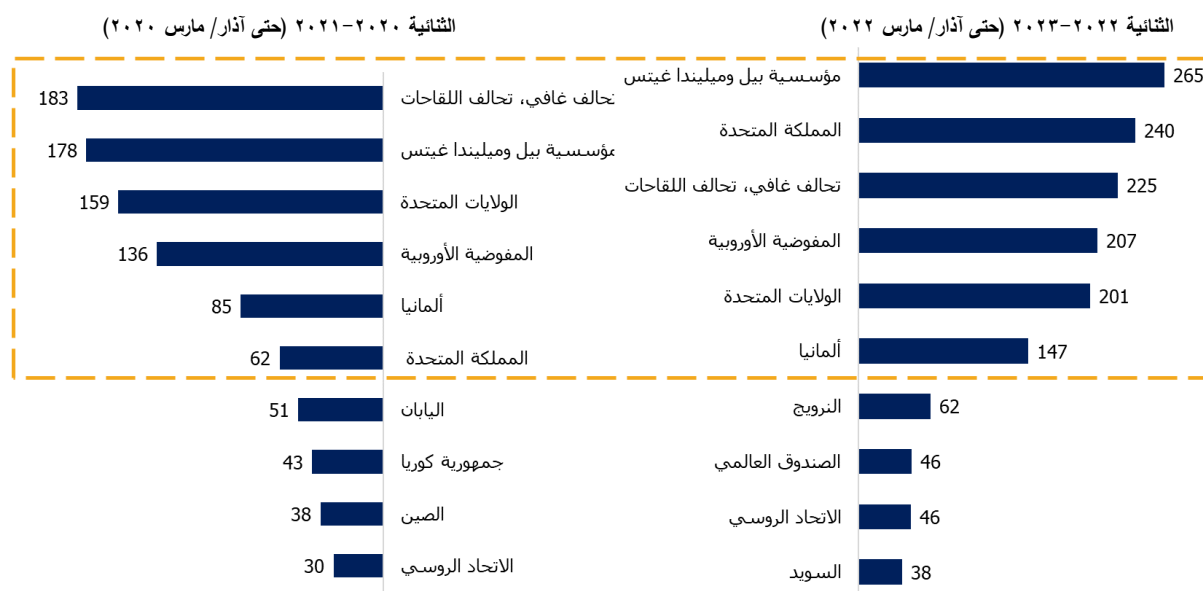 الثنائية ٢٠٢٢-٢٠٢٣ (حتى آذار/ مارس ٢٠٢٢)
مؤسسية بيل وميليندا غيتس 265
المملكة المتحدة 240
تحالف غافي، تحالف اللقاحات 225
المفوضية الأوروبية 207
الولايات المتحدة 201
ألمانيا 147
النرويج 62
الصندوق العالمي 46
الاتحاد الروسي 46
السويد 38
الثنائية ٢٠٢٠-٢٠٢١ (حتى آذار/ مارس ٢٠٢٠)
تحالف غافي، تحالف اللقاحات 183
مؤسسية بيل وميليندا غيتس 178
الولايات المتحدة 159
المفوضية الأوروبية 136
ألمانيا 85
المملكة المتحدة 62
اليابان 51
جمهورية كوريا 43
الصين 38
الاتحاد الروسي 30